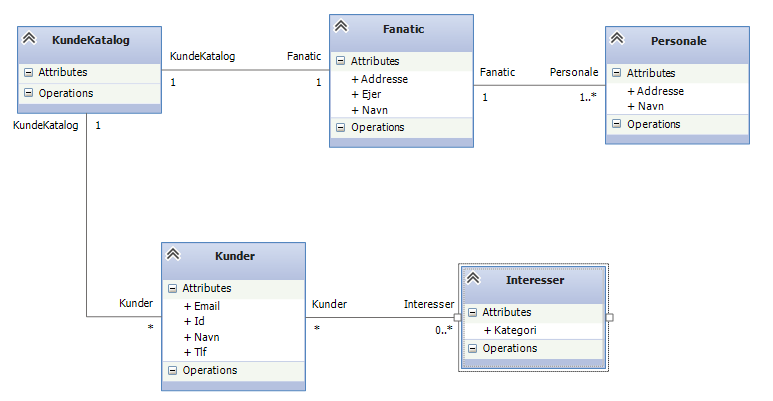 KundeKatalog
Attributes
Operations
KundeKatalog
Fanatic
1
1
Fanatic
Attributes
+ Addresse
+ Ejer
+ Navn
Operations
Fanatic
Personale
1
1..*
Personale
Attributes
+ Addresse
+ Navn
Operations
KundeKatalog
1
Kunder
*
Kunder
Attributes
+ Email
+ Id
+ Navn
+ Tlf
Operations
Kunder
Interesser
*
0..*
Interesser
Attributes
+ Kategori
Operations